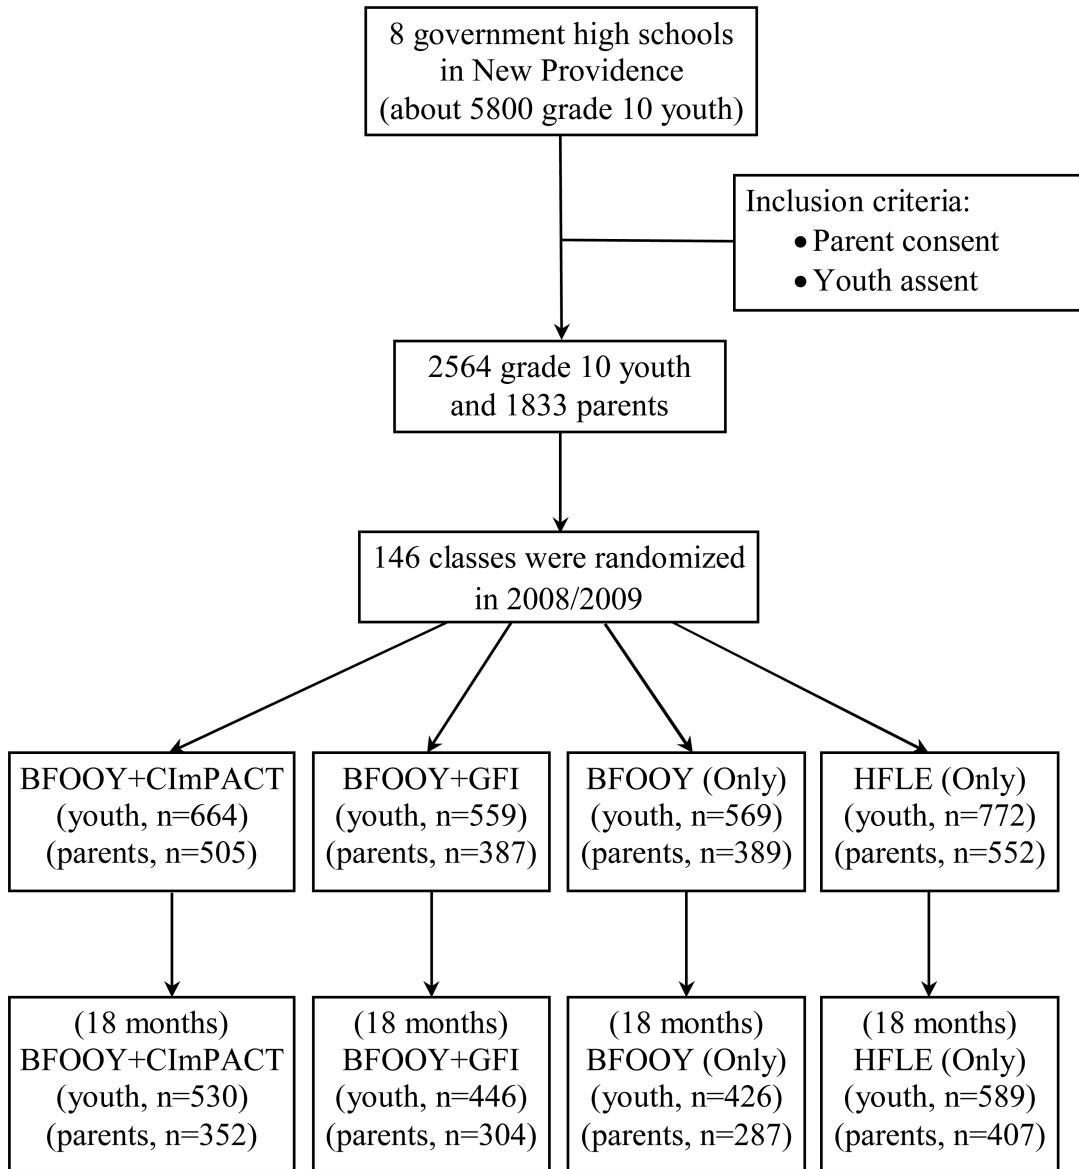 8 government high schools
in New Providence
(about 5800 grade 10 youth)
Inclusion criteria:
• Parent consent
• Youth assent
2564 grade 10 youth
and 1833 parents
146 classes were randomized
in 2008/2009
BFOOY+CImPACT
(youth, n=664)
(parents, n=505)
BFOOY+GFI
(youth, n=559)
(parents, n=387)
BFOOY (Only)
(youth, n=569)
(parents, n=389)
HFLE (Only)
(youth, n=772)
(parents, n=552)
(18 months)
BFOOY+CImPACT
(youth, n=530)
(parents, n=352)
(18 months)
BFOOY+GFI
(youth, n=446)
(parents, n=304)
(18 months)
BFOOY (Only)
(youth, n=426)
(parents, n=287)
(18 months)
HFLE (Only)
(youth, n=589)
(parents, n=407)